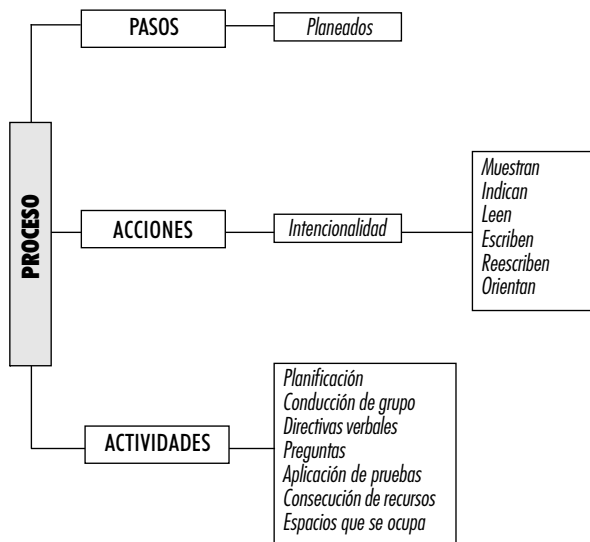 PASOS
Planeados
PROCESO
ACCIONES
Intencionalidad
Muestran
Indican
Leen
Escriben
Reescriben
Orientan
ACTIVIDADES
Planificación
Conducción de grupo
Directivas verbales
Preguntas
Aplicación de pruebas
Consecución de recursos
Espacios que se ocupa